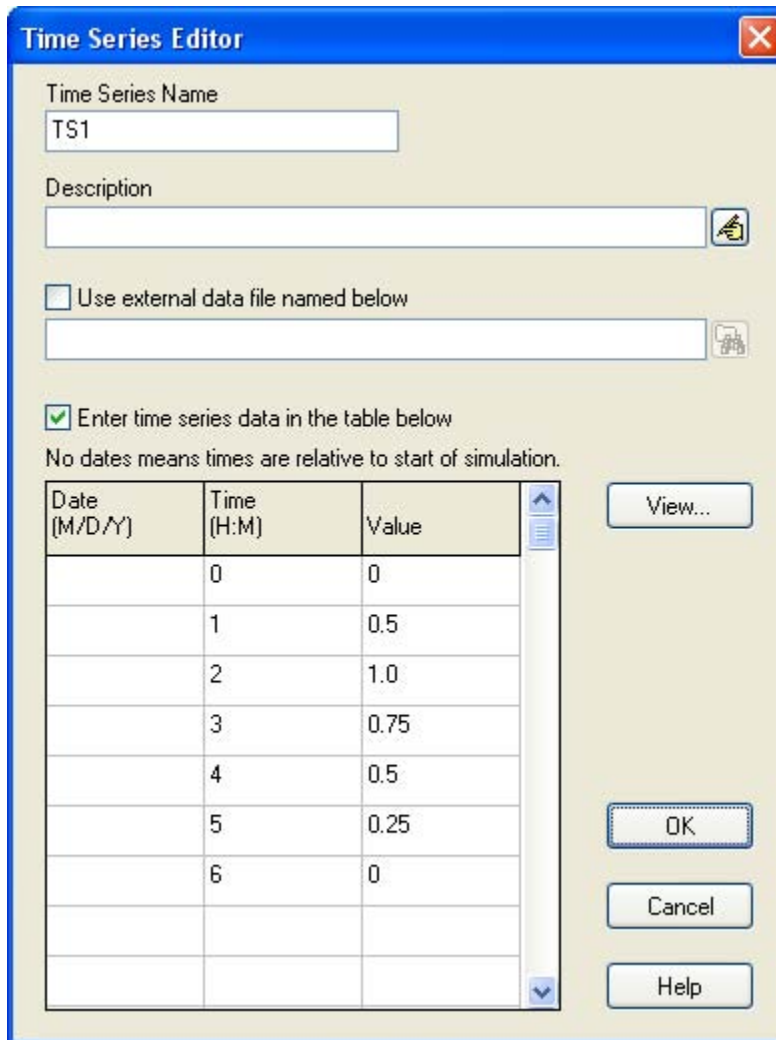 Time Series Editor
Time Series Name
TS1
Description
Use external data file named below
Enter time series data in the table below
No dates means times are relative to start of simulation.
Date (M/D/Y) Time (H:M) Value
View...
0 0
1 0.5
2 1.0
3 0.75
4 0.5
5 0.25
6 0
OK
Cancel
Help